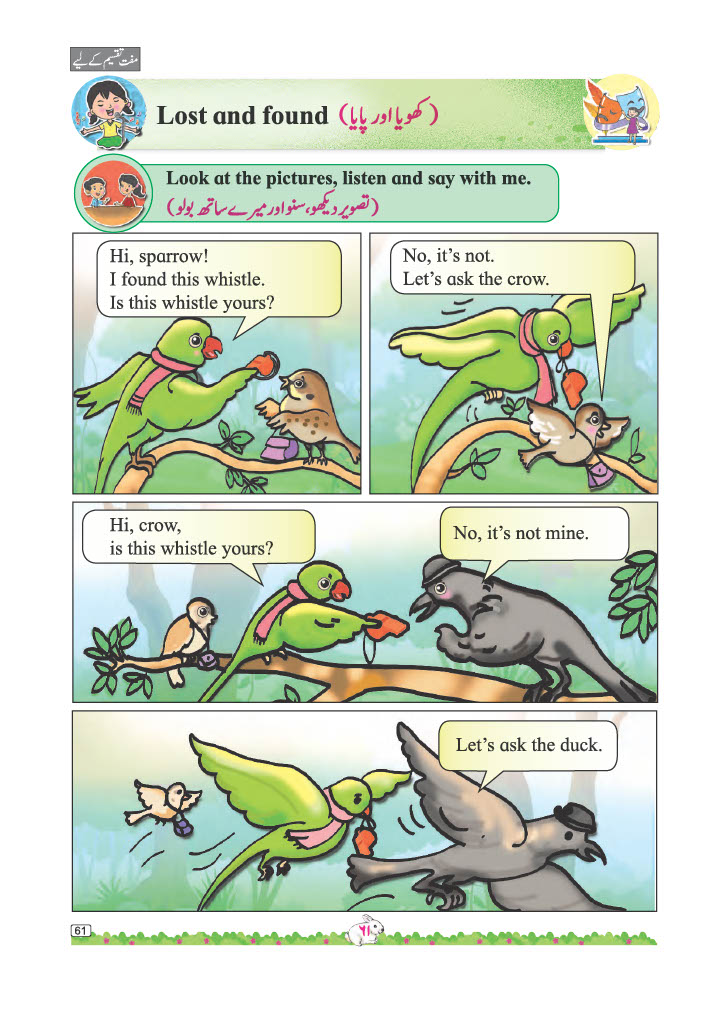 مفت تقسیم کے لیے
Lost and found (کھویا اور پایا)
Look at the pictures, listen and say with me.
(تصویر دیکھو، سنو اور میرے ساتھ بولو)
Hi, sparrow!
I found this whistle.
Is this whistle yours?
No, it's not.
Let's ask the crow.
Hi, crow,
is this whistle yours?
No, it's not mine.
Let's ask the duck.
61
۶۱